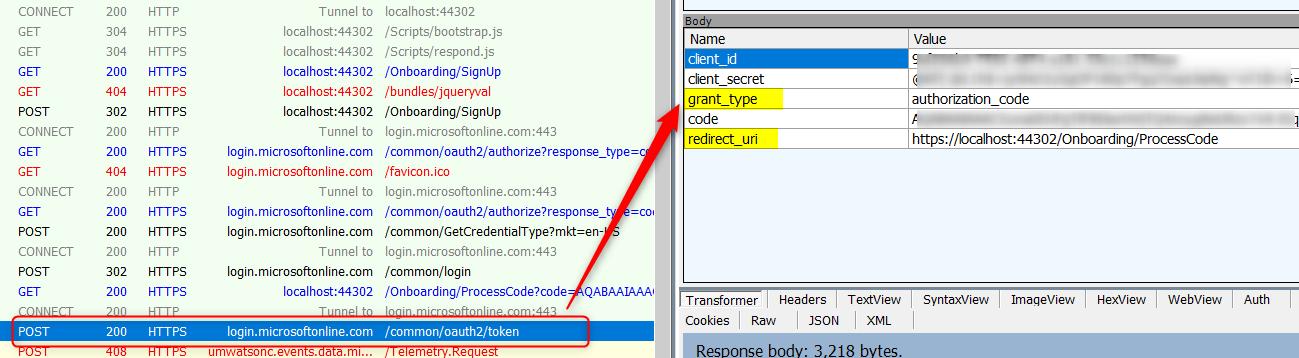 CONNECT 200 HTTP Tunnel to localhost:44302
GET 304 HTTPS localhost:44302 /Scripts/bootstrap.js
GET 304 HTTPS localhost:44302 /Scripts/respond.js
GET 200 HTTPS localhost:44302 /Onboarding/SignUp
GET 404 HTTPS localhost:44302 /bundles/jqueryval
POST 302 HTTPS localhost:44302 /Onboarding/SignUp
CONNECT 200 HTTP Tunnel to login.microsoftonline.com:443
GET 200 HTTPS login.microsoftonline.com /common/oauth2/authorize?response_type=co
GET 404 HTTPS login.microsoftonline.com /favicon.ico
CONNECT 200 HTTP Tunnel to login.microsoftonline.com:443
GET 200 HTTPS login.microsoftonline.com /common/oauth2/authorize?response_type=co
POST 200 HTTPS login.microsoftonline.com /common/GetCredentialType?mkt=en-US
CONNECT 200 HTTP Tunnel to login.microsoftonline.com:443
POST 302 HTTPS login.microsoftonline.com /common/login
GET 200 HTTPS localhost:44302 /Onboarding/ProcessCode?code=AQABAAIAAAC
CONNECT 200 HTTP Tunnel to login.microsoftonline.com:443
POST 200 HTTPS login.microsoftonline.com /common/oauth2/token
POST 408 HTTPS umwatsonc.events.data.mi... /Telemetry.Request
Body
Name Value
client_id
client_secret
grant_type authorization_code
code
redirect_uri https://localhost:44302/Onboarding/ProcessCode
Transformer Headers TextView SyntaxView ImageView HexView WebView Auth
Cookies Raw JSON XML
Response body: 3,218 bytes.